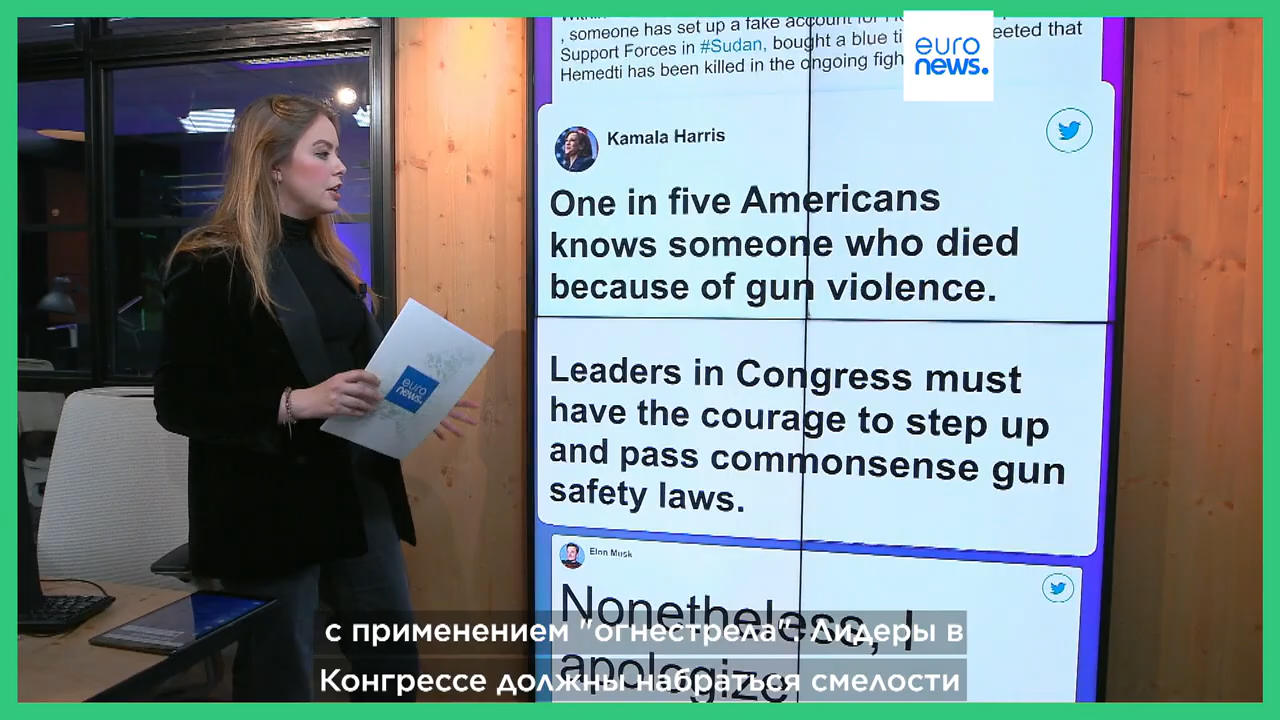 , someone has set up a fake account for
Support Forces in #Sudan, bought a blue
eeted that
Hemedti has been killed in the ongoing
euro
news.
Kamala Harris
One in five Americans
knows someone who died
because of gun violence.
Leaders in Congress must
have the courage to step up
and pass commonsense gun
safety laws.
euro
news.
Elon Musk
Nonetheless, I
apologize
с применением "огнестрела". Лидеры в
Конгрессе должны набраться смелости